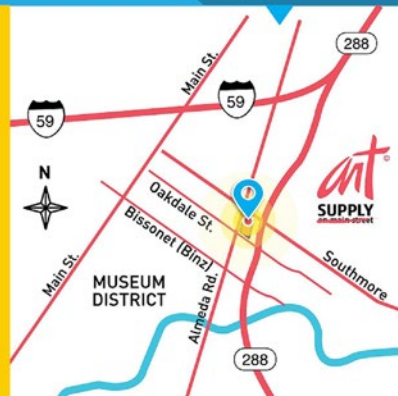 288
Main St.
59
59
N
art
SUPPLY
on main street
Oakdale St.
Bissonet (Binz)
Southmore
Main St.
MUSEUM
DISTRICT
Almeda Rd.
288